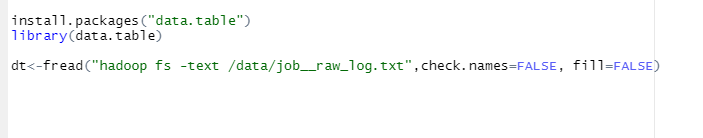 install.packages("data.table")
library(data.table)
dt<-fread("hadoop fs -text /data/job__raw_log.txt",check.names=FALSE, fill=FALSE)